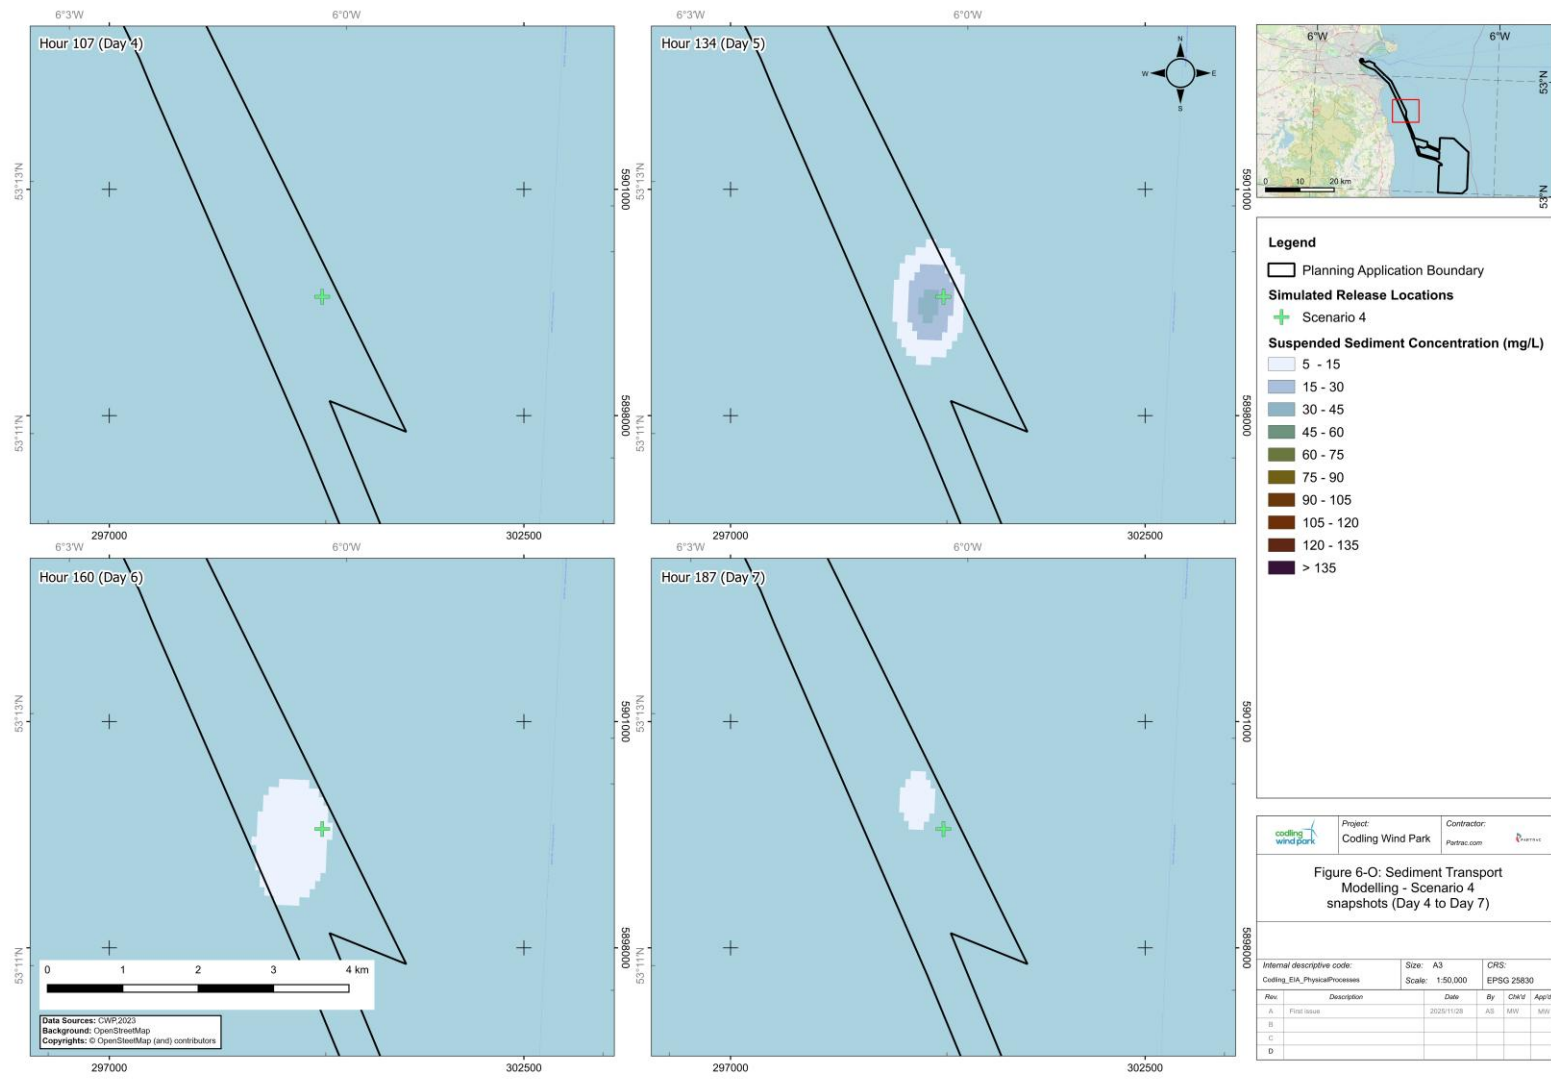 6°3'W
6°0'W
6°3'W
6°0'W
Hour 107 (Day 4)
Hour 134 (Day 5)
N
W
E
S
53°13'N
53°11'N
5901000
5898000
53°13'N
53°11'N
5901000
5898000
297000
302500
297000
302500
6°3'W
6°0'W
6°3'W
6°0'W
Hour 160 (Day 6)
Hour 187 (Day 7)
53°13'N
53°11'N
5901000
5898000
53°13'N
53°11'N
5901000
5898000
0 1 2 3 4 km
Data Sources: CWP,2023
Background: OpenStreetMap
Copyrights: © OpenSteetMap (and) contributors
297000
302500
297000
302500
6°W
6°W
53°N
53°N
0 10 20 km
Legend
Planning Application Boundary
Simulated Release Locations
Scenario 4
Suspended Sediment Concentration (mg/L)
5 - 15
15 - 30
30 - 45
45 - 60
60 - 75
75 - 90
90 - 105
105 - 120
120 - 135
> 135
codling
wind park
Project:
Codling Wind Park
Contractor:
Partrac.com
PARTRAC
Figure 6-O: Sediment Transport
Modelling - Scenario 4
snapshots (Day 4 to Day 7)
Internal descriptive code:
Codling_EIA_PhysicalProcesses
Size: A3
Scale: 1:50,000
CRS:
EPSG 25830
Rev. Description Date By Chk'd App'd
A First issue 2025/11/28 AS MW MW
B
C
D